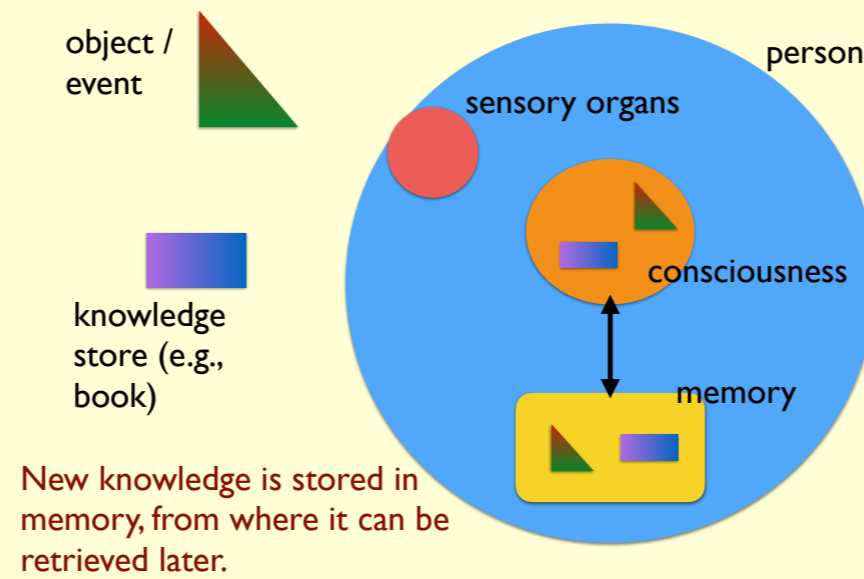 object /
event
person
sensory organs
consciousness
knowledge
store (e.g.,
book)
memory
New knowledge is stored in
memory, from where it can be
retrieved later.